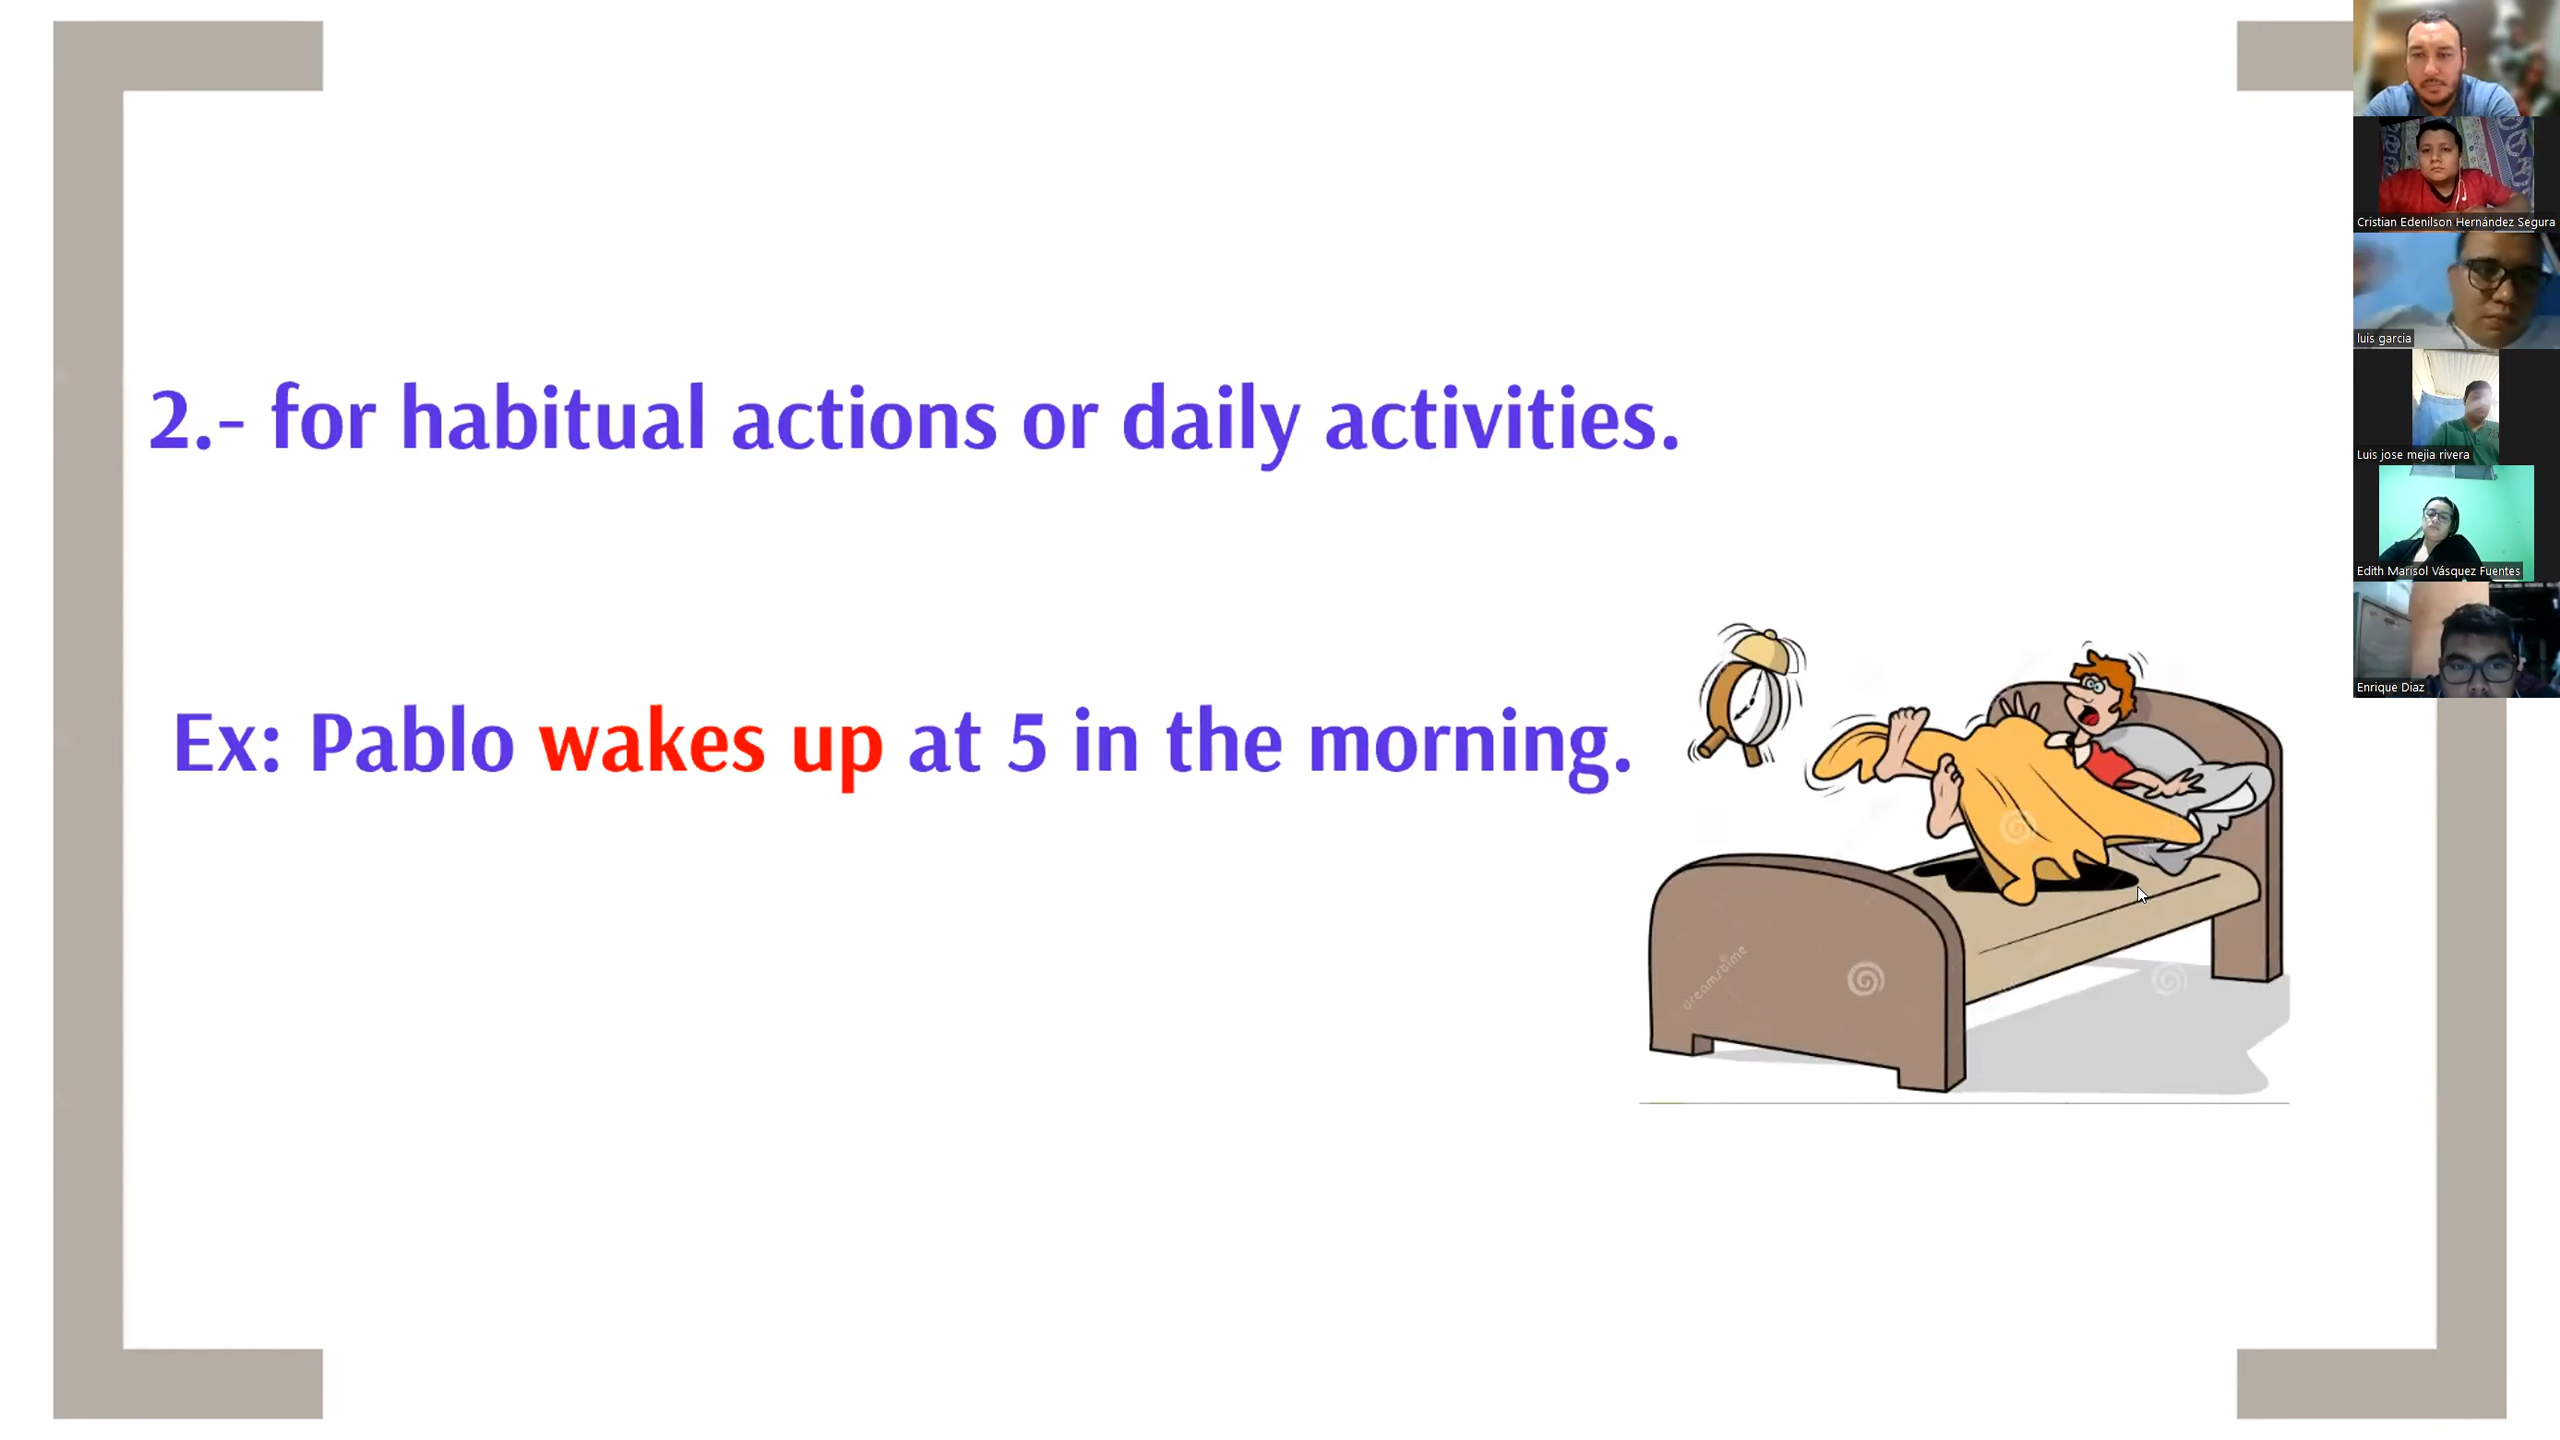 2.- for habitual actions or daily activities.
Ex: Pablo wakes up at 5 in the morning.
dreamstime
Cristian Edenilson Hernández Segura
luis garcia
Luis jose mejia rivera
Edith Marisol Vásquez Fuentes
Enrique Diaz